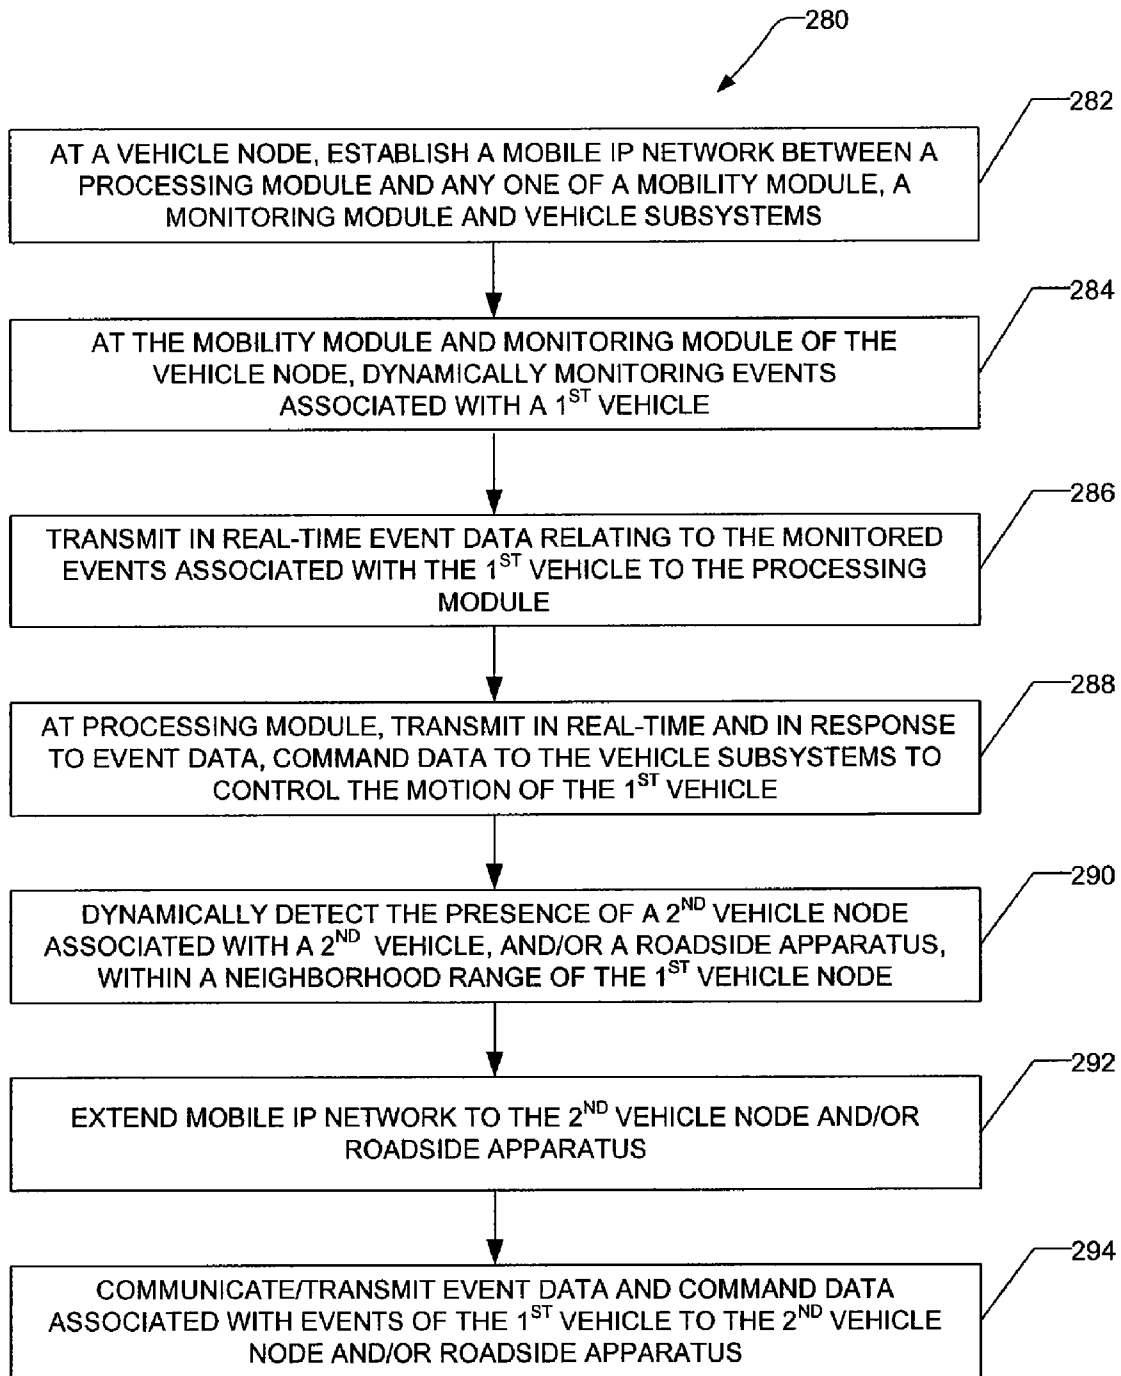 280
282
AT A VEHICLE NODE, ESTABLISH A MOBILE IP NETWORK BETWEEN A
PROCESSING MODULE AND ANY ONE OF A MOBILITY MODULE, A
MONITORING MODULE AND VEHICLE SUBSYSTEMS
284
AT THE MOBILITY MODULE AND MONITORING MODULE OF THE
VEHICLE NODE, DYNAMICALLY MONITORING EVENTS
ASSOCIATED WITH A 1ST VEHICLE
286
TRANSMIT IN REAL-TIME EVENT DATA RELATING TO THE MONITORED
EVENTS ASSOCIATED WITH THE 1ST VEHICLE TO THE PROCESSING
MODULE
288
AT PROCESSING MODULE, TRANSMIT IN REAL-TIME AND IN RESPONSE
TO EVENT DATA, COMMAND DATA TO THE VEHICLE SUBSYSTEMS TO
CONTROL THE MOTION OF THE 1ST VEHICLE
290
DYNAMICALLY DETECT THE PRESENCE OF A 2ND VEHICLE NODE
ASSOCIATED WITH A 2ND VEHICLE, AND/OR A ROADSIDE APPARATUS,
WITHIN A NEIGHBORHOOD RANGE OF THE 1ST VEHICLE NODE
292
EXTEND MOBILE IP NETWORK TO THE 2ND VEHICLE NODE AND/OR
ROADSIDE APPARATUS
294
COMMUNICATE/TRANSMIT EVENT DATA AND COMMAND DATA
ASSOCIATED WITH EVENTS OF THE 1ST VEHICLE TO THE 2ND VEHICLE
NODE AND/OR ROADSIDE APPARATUS